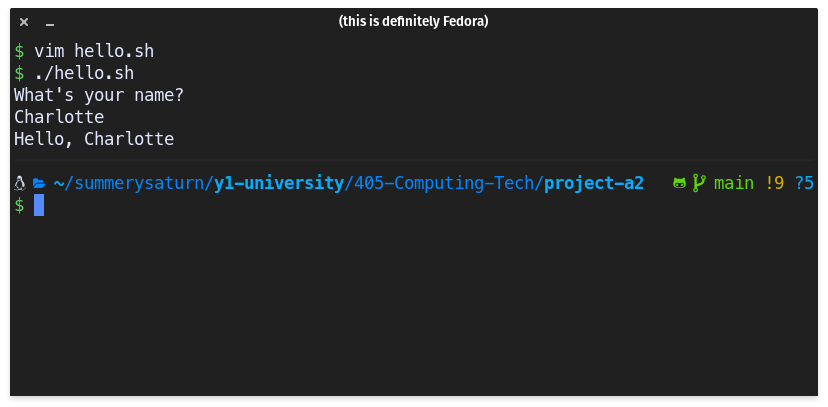 (this is definitely Fedora)
$ vim hello.sh
$ ./hello.sh
What's your name?
Charlotte
Hello, Charlotte
~/summerysaturn/y1-university/405-Computing-Tech/project-a2 main !9 ?5
$